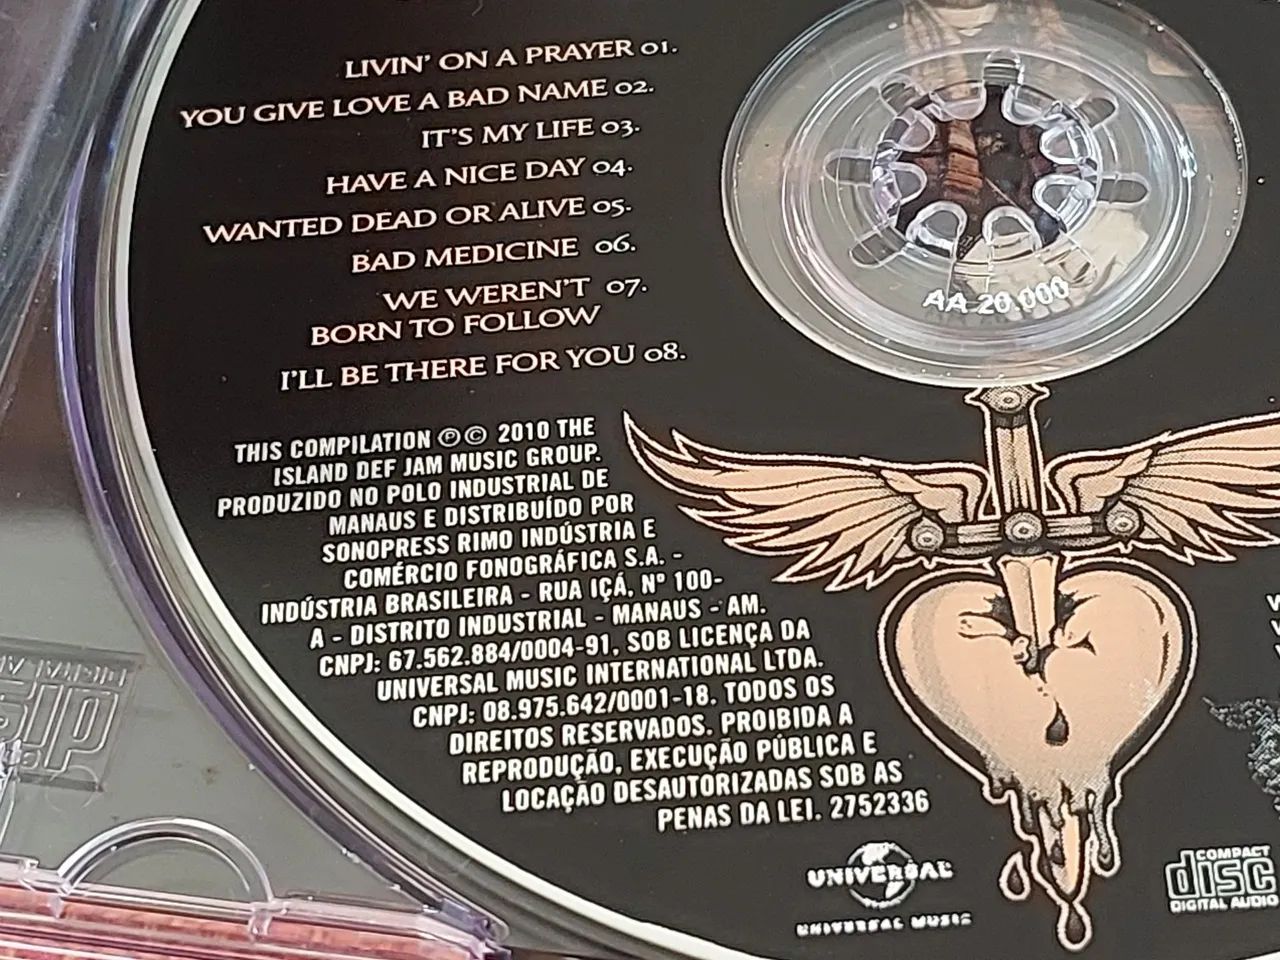 LIVIN' ON A PRAYER 01.
YOU GIVE LOVE A BAD NAME 02.
IT'S MY LIFE 03.
HAVE A NICE DAY 04.
WANTED DEAD OR ALIVE 05.
BAD MEDICINE 06.
WE WEREN'T 07.
BORN TO FOLLOW
I'LL BE THERE FOR YOU 08.
AA 20.000
THIS COMPILATION ℗© 2010 THE
ISLAND DEF JAM MUSIC GROUP.
PRODUZIDO NO POLO INDUSTRIAL DE
MANAUS E DISTRIBUÍDO POR
SONOPRESS RIMO INDÚSTRIA E
COMÉRCIO FONOGRÁFICA S.A. -
INDÚSTRIA BRASILEIRA - RUA IÇÁ, Nº 100-
A - DISTRITO INDUSTRIAL - MANAUS - AM.
CNPJ: 67.562.884/0004-91, SOB LICENÇA DA
UNIVERSAL MUSIC INTERNATIONAL LTDA.
CNPJ: 08.975.642/0001-18. TODOS OS
DIREITOS RESERVADOS. PROIBIDA A
REPRODUÇÃO, EXECUÇÃO PÚBLICA E
LOCAÇÃO DESAUTORIZADAS SOB AS
PENAS DA LEI. 2752336
UNIVERSAL
UNIVERSAL MUSIC
COMPACT
disc
DIGITAL AUDIO